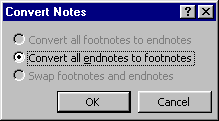 Convert Notes
Convert all footnotes to endnotes
Convert all endnotes to footnotes
Swap footnotes and endnotes
OK Cancel